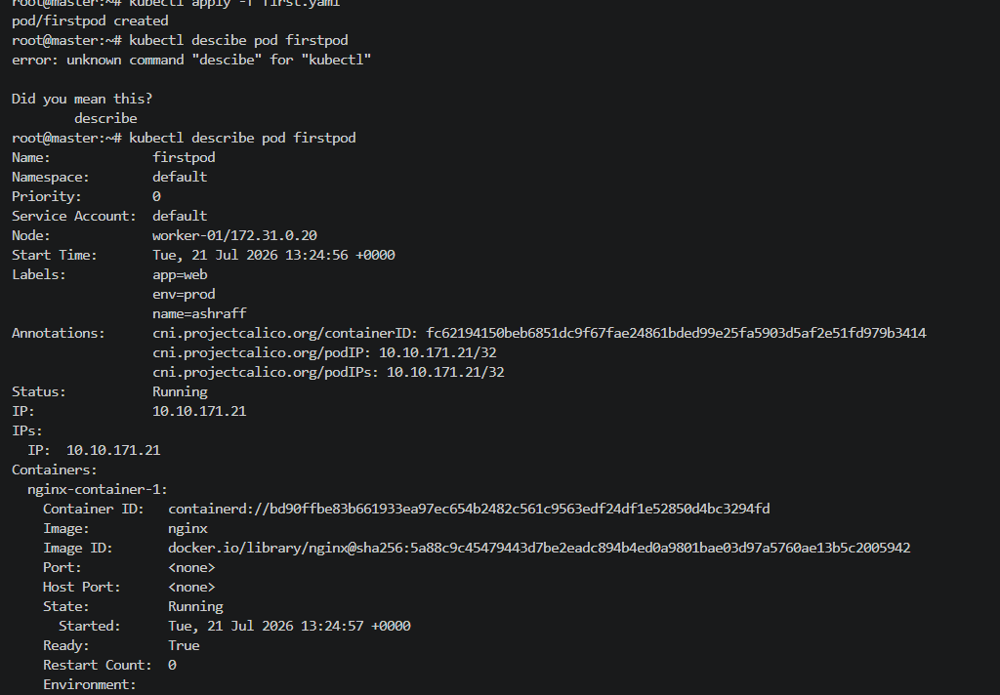 root@master:~# kubectl apply -f first.yaml
pod/firstpod created
root@master:~# kubectl descibe pod firstpod
error: unknown command "descibe" for "kubectl"

Did you mean this?
        describe
root@master:~# kubectl describe pod firstpod
Name:             firstpod
Namespace:        default
Priority:         0
Service Account:  default
Node:             worker-01/172.31.0.20
Start Time:       Tue, 21 Jul 2026 13:24:56 +0000
Labels:           app=web
                  env=prod
                  name=ashraff
Annotations:      cni.projectcalico.org/containerID: fc62194150beb6851dc9f67fae24861bded99e25fa5903d5af2e51fd979b3414
                  cni.projectcalico.org/podIP: 10.10.171.21/32
                  cni.projectcalico.org/podIPs: 10.10.171.21/32
Status:           Running
IP:               10.10.171.21
IPs:
  IP:  10.10.171.21
Containers:
  nginx-container-1:
    Container ID:   containerd://bd90ffbe83b661933ea97ec654b2482c561c9563edf24df1e52850d4bc3294fd
    Image:          nginx
    Image ID:       docker.io/library/nginx@sha256:5a88c9c45479443d7be2eadc894b4ed0a9801bae03d97a5760ae13b5c2005942
    Port:           <none>
    Host Port:      <none>
    State:          Running
      Started:      Tue, 21 Jul 2026 13:24:57 +0000
    Ready:          True
    Restart Count:  0
    Environment: